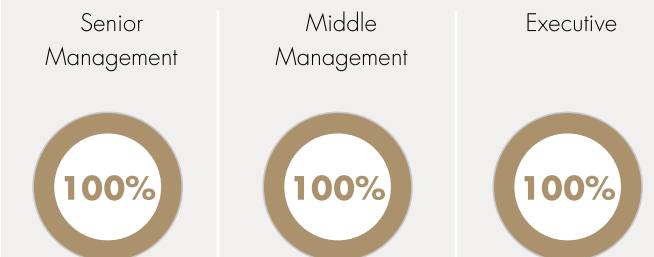 Senior
Management
100%
Middle
Management
100%
Executive
100%